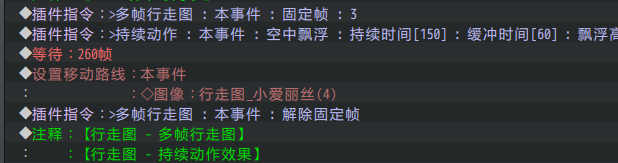 ◆插件指令：>多帧行走图 : 本事件 : 固定帧 : 3
◆插件指令：>持续动作 : 本事件 : 空中飘浮 : 持续时间[150] : 缓冲时间[60] : 飘浮高
◆等待：260帧
◆设置移动路线：本事件
：　　　　　　：◇图像：行走图_小爱丽丝(4)
◆插件指令：>多帧行走图 : 本事件 : 解除固定帧
◆注释：【行走图 - 多帧行走图】
：　　：【行走图 - 持续动作效果】